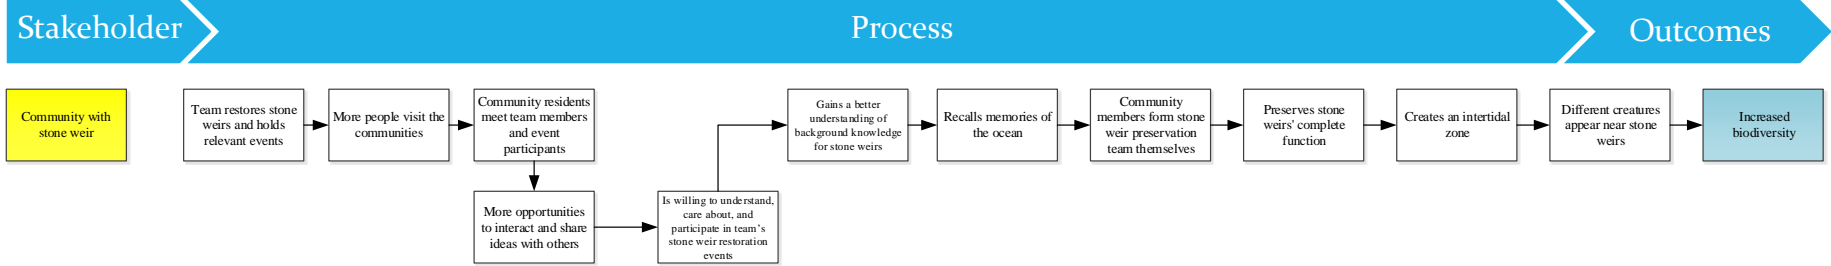 Stakeholder
Process
Outcomes
Community with
stone weir
Team restores stone
weirs and holds
relevant events
More people visit the
communities
Community residents
meet team members
and event
participants
More opportunities
to interact and share
ideas with others
Is willing to understand,
care about, and
participate in team’s
stone weir restoration
events
Gains a better
understanding of
background knowledge
for stone weirs
Recalls memories of
the ocean
Community
members form stone
weir preservation
team themselves
Preserves stone
weirs' complete
function
Creates an intertidal
zone
Different creatures
appear near stone
weirs
Increased
biodiversity